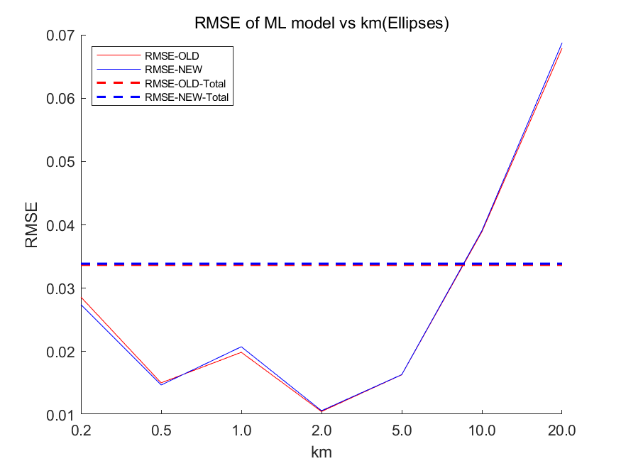 RMSE of ML model vs km(Ellipses)
0.07
RMSE-OLD
RMSE-NEW
RMSE-OLD-Total
RMSE-NEW-Total
0.06
0.05
0.04
RMSE
0.03
0.02
0.01
0.2 0.5 1.0 2.0 5.0 10.0 20.0
km